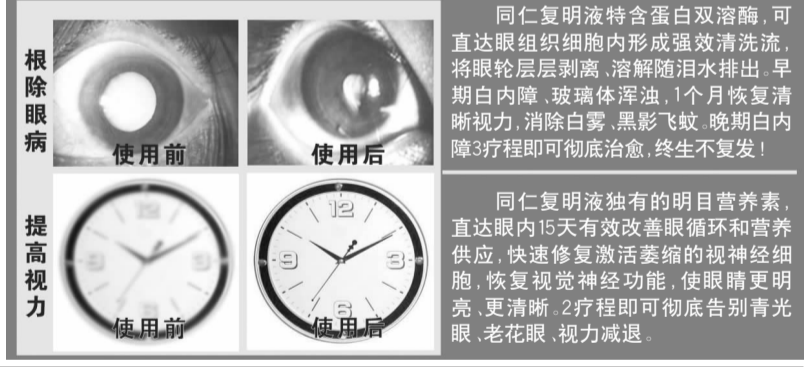 根除眼病
使用前
使用后
提高视力
12
9
3
6
使用前
12
9
3
6
使用后
同仁复明液特含蛋白双溶酶,可
直达眼组织细胞内形成强效清洗流,
将眼轮层层剥离、溶解随泪水排出。早
期白内障、玻璃体浑浊,1个月恢复清
晰视力,消除白雾、黑影飞蚊。晚期白内
障3疗程即可彻底治愈,终生不复发!
同仁复明液独有的明目营养素,
直达眼内15天有效改善眼循环和营养
供应,快速修复激活萎缩的视神经细
胞,恢复视觉神经功能,使眼睛更明
亮、更清晰。2疗程即可彻底告别青光
眼、老花眼、视力减退。